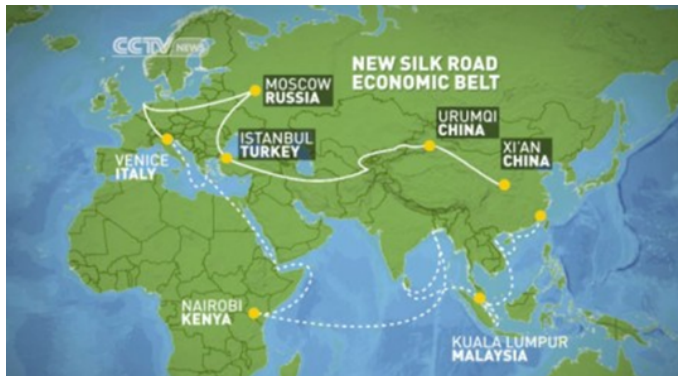 CCTV NEWS
NEW SILK ROAD
ECONOMIC BELT
MOSCOW
RUSSIA
URUMQI
CHINA
ISTANBUL
TURKEY
XI'AN
CHINA
VENICE
ITALY
NAIROBI
KENYA
KUALA LUMPUR
MALAYSIA